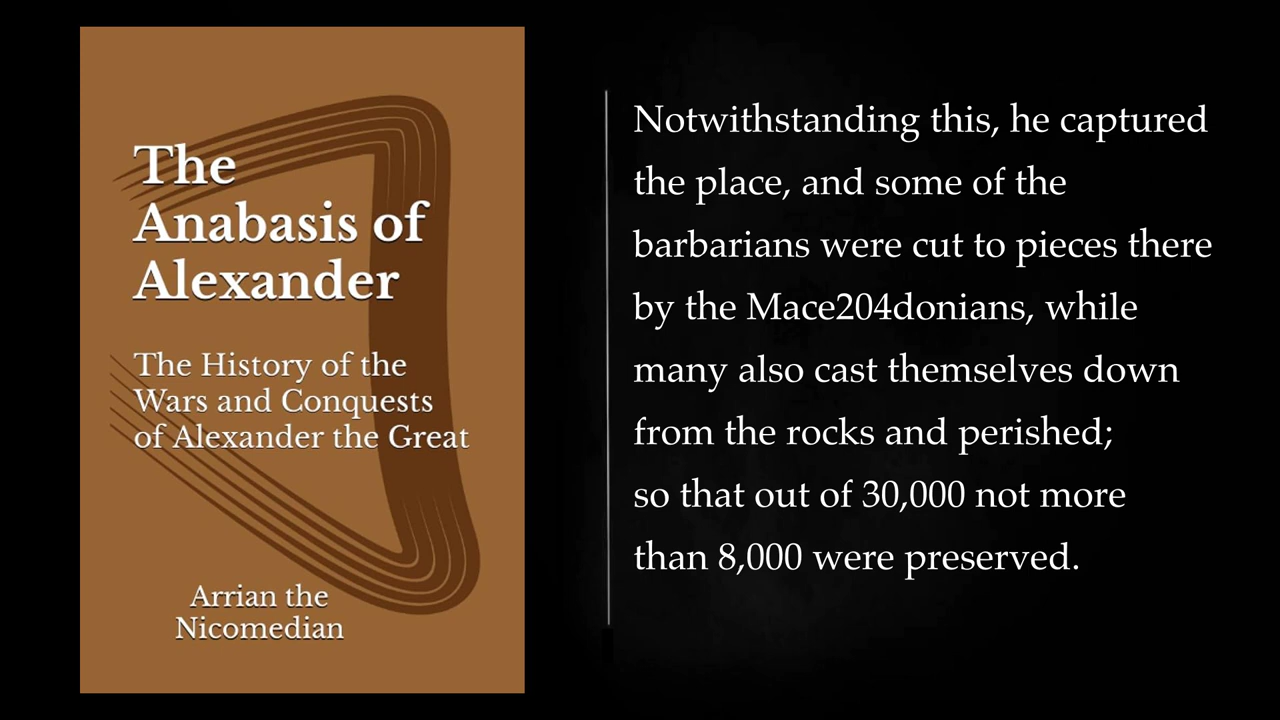 The
Anabasis of
Alexander
The History of the
Wars and Conquests
of Alexander the Great
Arrian the
Nicomedian
Notwithstanding this, he captured
the place, and some of the
barbarians were cut to pieces there
by the Mace204donians, while
many also cast themselves down
from the rocks and perished;
so that out of 30,000 not more
than 8,000 were preserved.